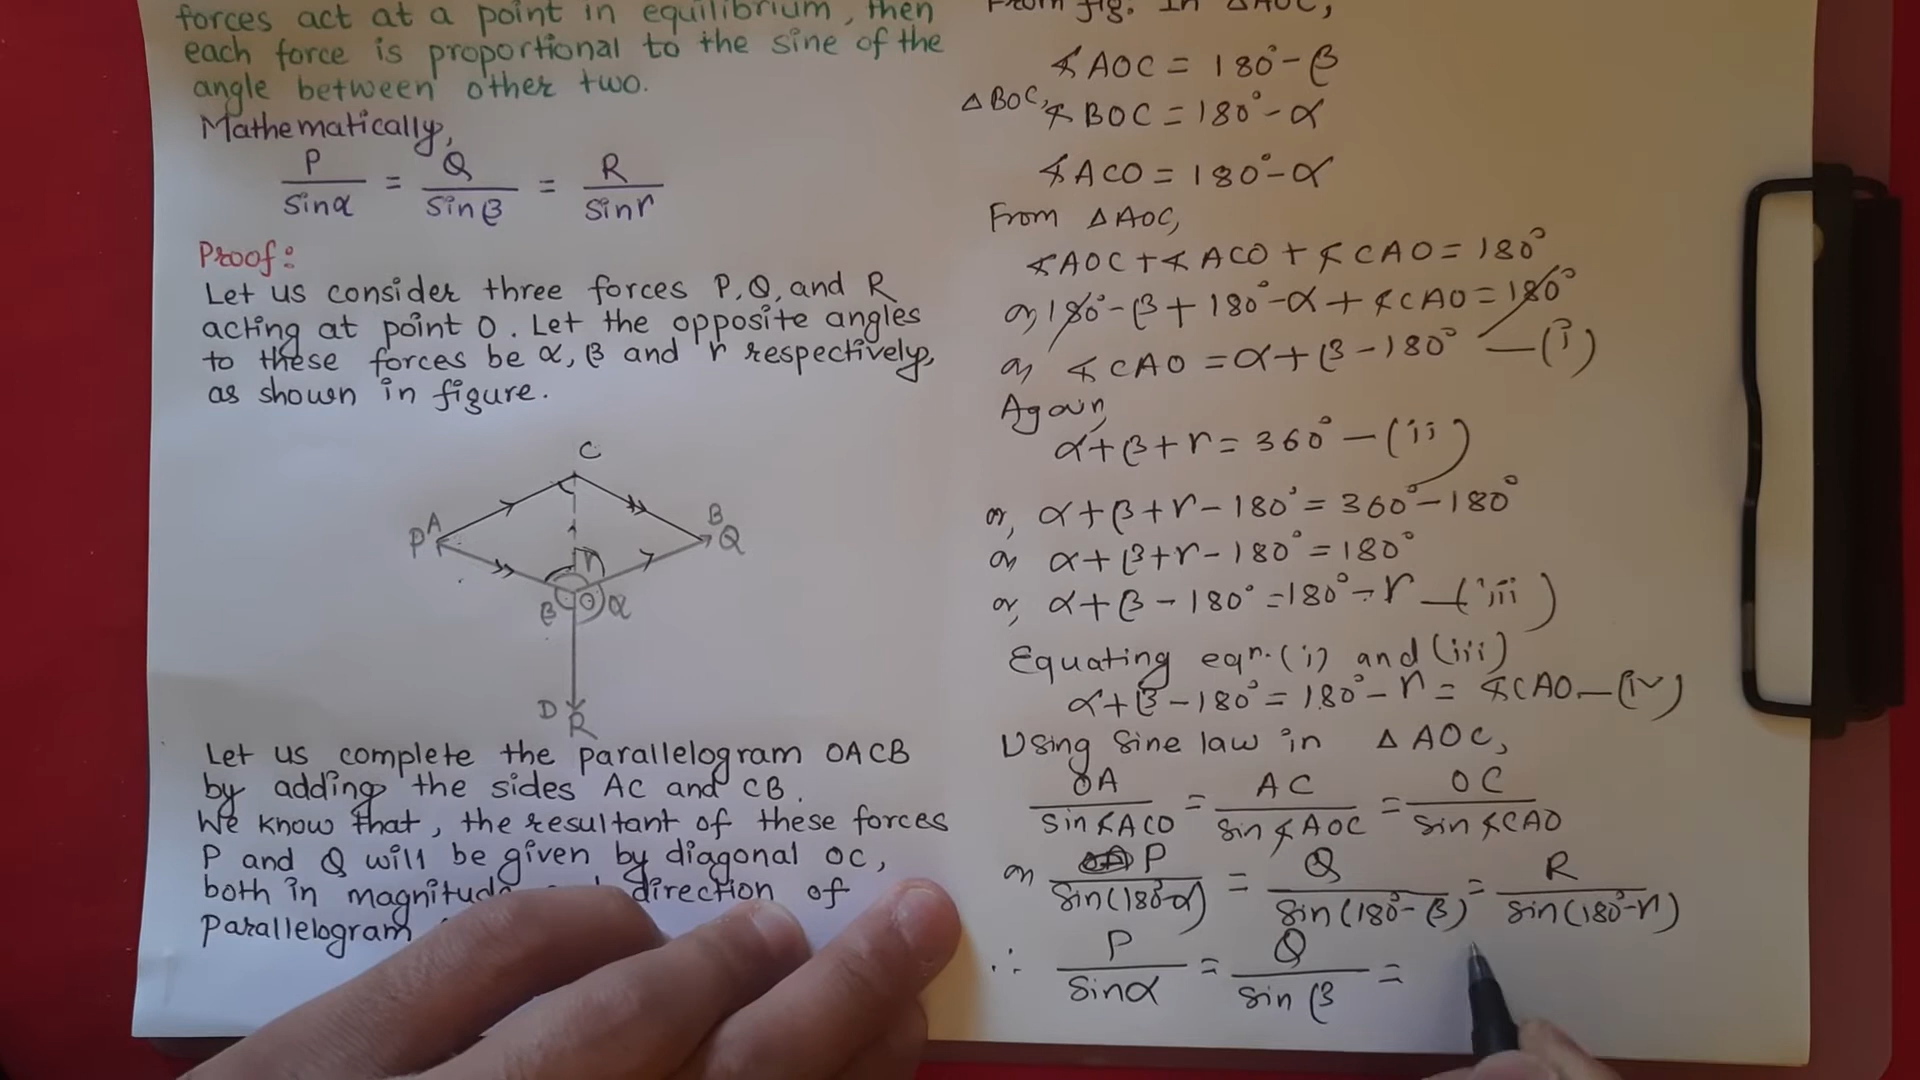 forces act at a point in equilibrium, then
each force is proportional to the sine of the
angle between other two.
Mathematically,
P/sinα = Q/sinβ = R/sinr
Proof:
Let us consider three forces P, Q, and R
acting at point O. Let the opposite angles
to these forces be α, β and r respectively,
as shown in figure.
C
A
P
B
Q
r
β
O
α
D
R
Let us complete the parallelogram OACB
by adding the sides AC and CB.
We know that, the resultant of these forces
P and Q will be given by diagonal OC,
both in magnitude direction of
Parallelogram
From fig. In △AOC,
∡AOC = 180° - β
△BOC, ∡BOC = 180° - α
∡ACO = 180° - α
From △AOC,
∡AOC + ∡ACO + ∡CAO = 180°
or, 180° - β + 180° - α + ∡CAO = 180°
or, ∡CAO = α + β - 180° — (i)
Again,
α + β + r = 360° — (ii)
or, α + β + r - 180° = 360° - 180°
or α + β + r - 180° = 180°
or, α + β - 180° = 180° - r — (iii)
Equating eqn. (i) and (iii)
α + β - 180° = 180° - r = ∡CAO — (iv)
Using Sine law in △AOC,
OA/sin∡ACO = AC/sin∡AOC = OC/sin∡CAO
or P/sin(180°-α) = Q/sin(180°-β) = R/sin(180°-r)
∴ P/sinα = Q/sinβ =